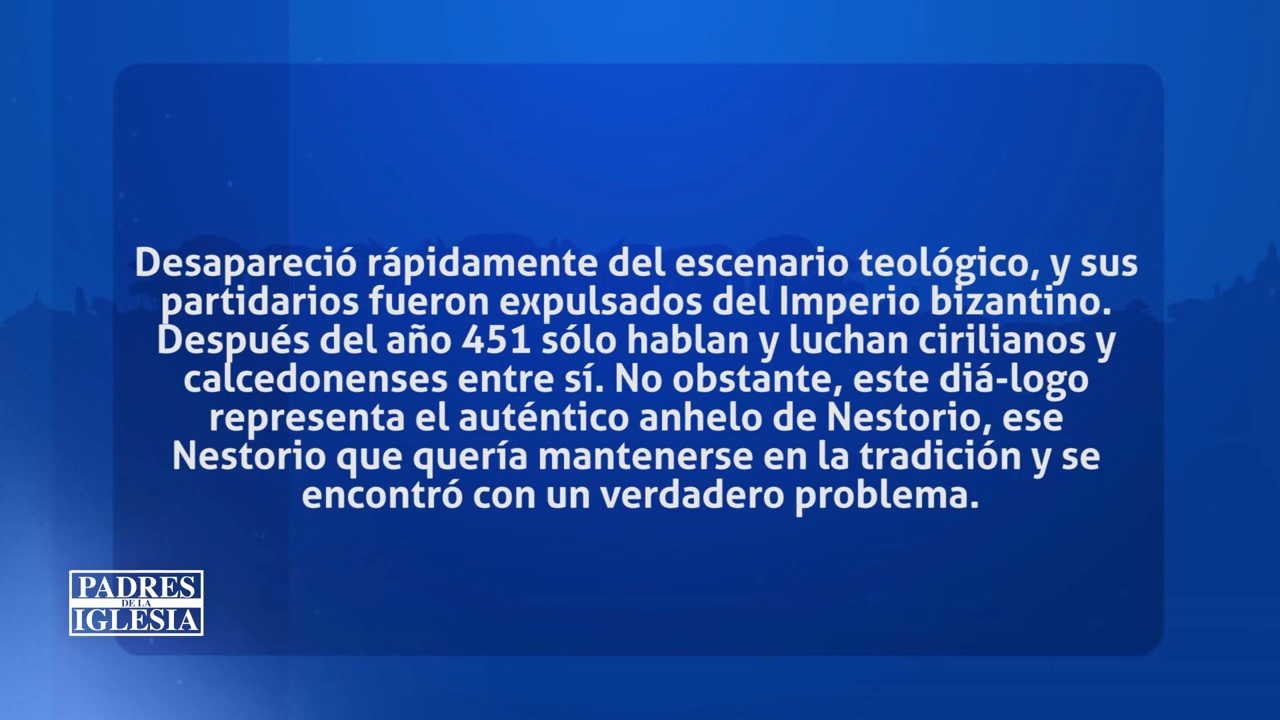 Desapareció rápidamente del escenario teológico, y sus
partidarios fueron expulsados del Imperio bizantino.
Después del año 451 sólo hablan y luchan cirilianos y
calcedonenses entre sí. No obstante, este diá-logo
representa el auténtico anhelo de Nestorio, ese
Nestorio que quería mantenerse en la tradición y se
encontró con un verdadero problema.
PADRES
DE LA
IGLESIA